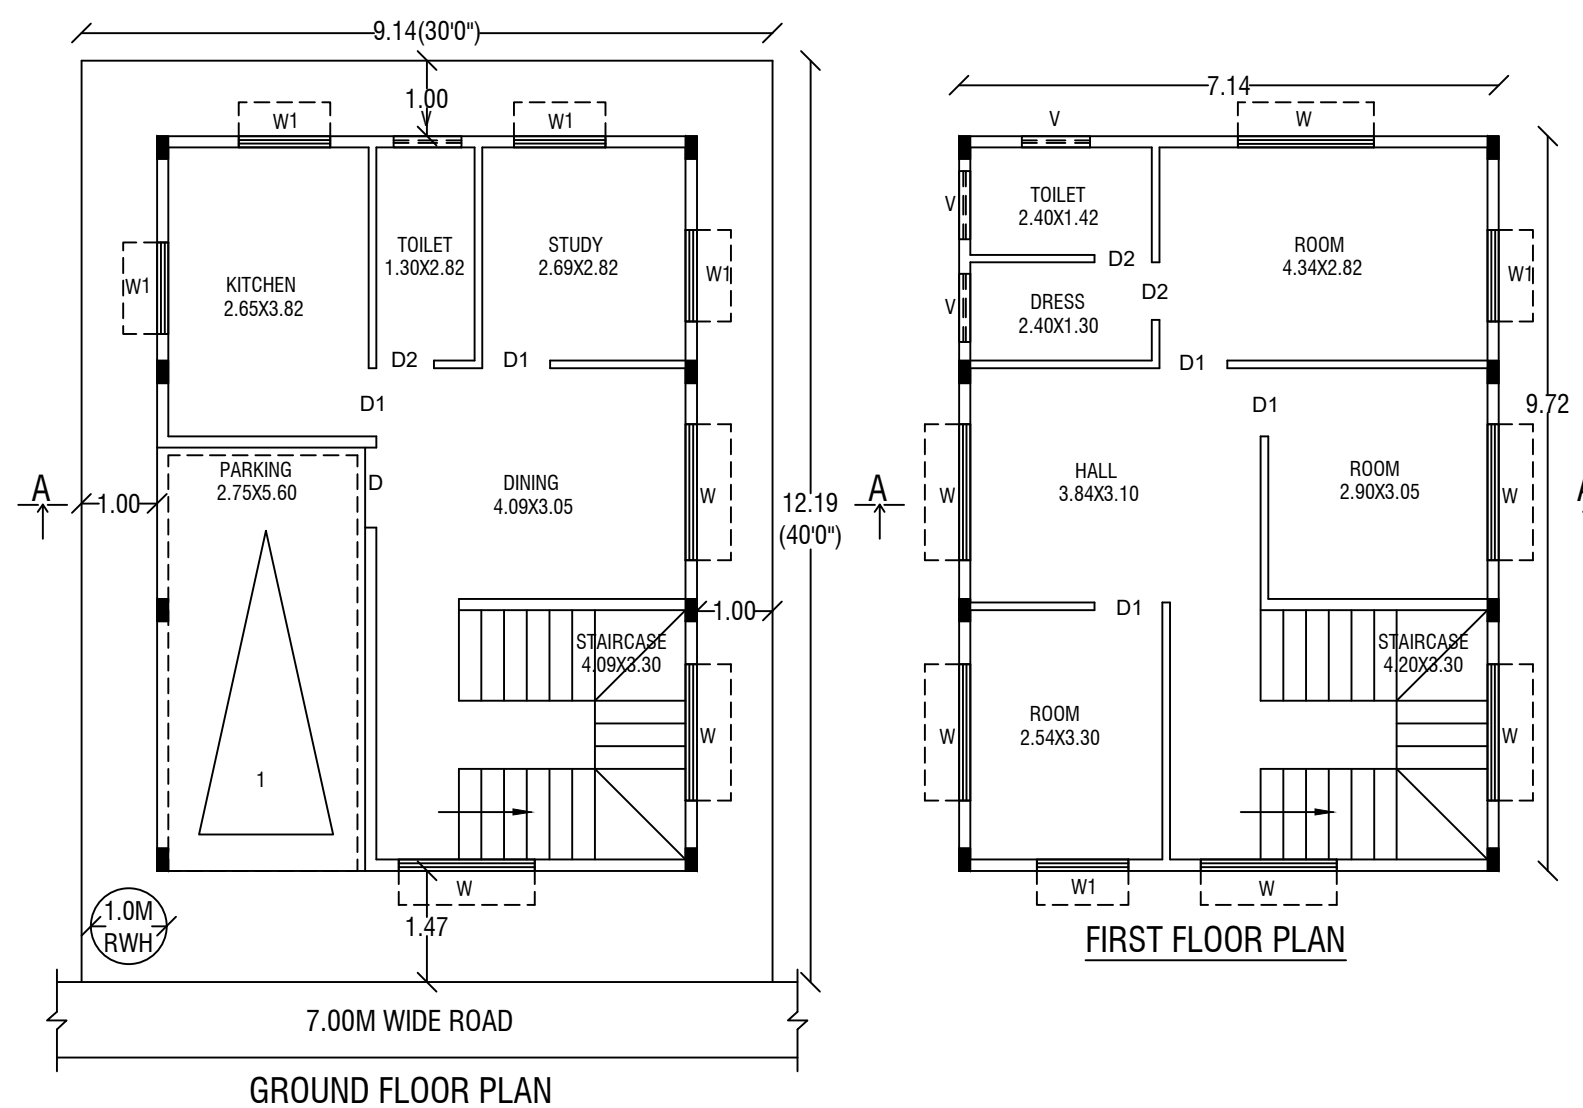 9.14(30'0")
1.00
V
W1
W1
KITCHEN
2.65X3.82
TOILET
1.30X2.82
STUDY
2.69X2.82
W1
W1
D2
D1
D1
PARKING
2.75X5.60
D
DINING
4.09X3.05
W
A
1.00
12.19
(40'0")
1.00
STAIRCASE
4.09X3.30
W
1
W
1.47
1.0M
RWH
7.00M WIDE ROAD
GROUND FLOOR PLAN
7.14
V
W
TOILET
2.40X1.42
V
D2
ROOM
4.34X2.82
W1
DRESS
2.40X1.30
V
D2
D1
D1
9.72
HALL
3.84X3.10
ROOM
2.90X3.05
A
W
W
A
D1
STAIRCASE
4.20X3.30
ROOM
2.54X3.30
W
W
W1
W
FIRST FLOOR PLAN